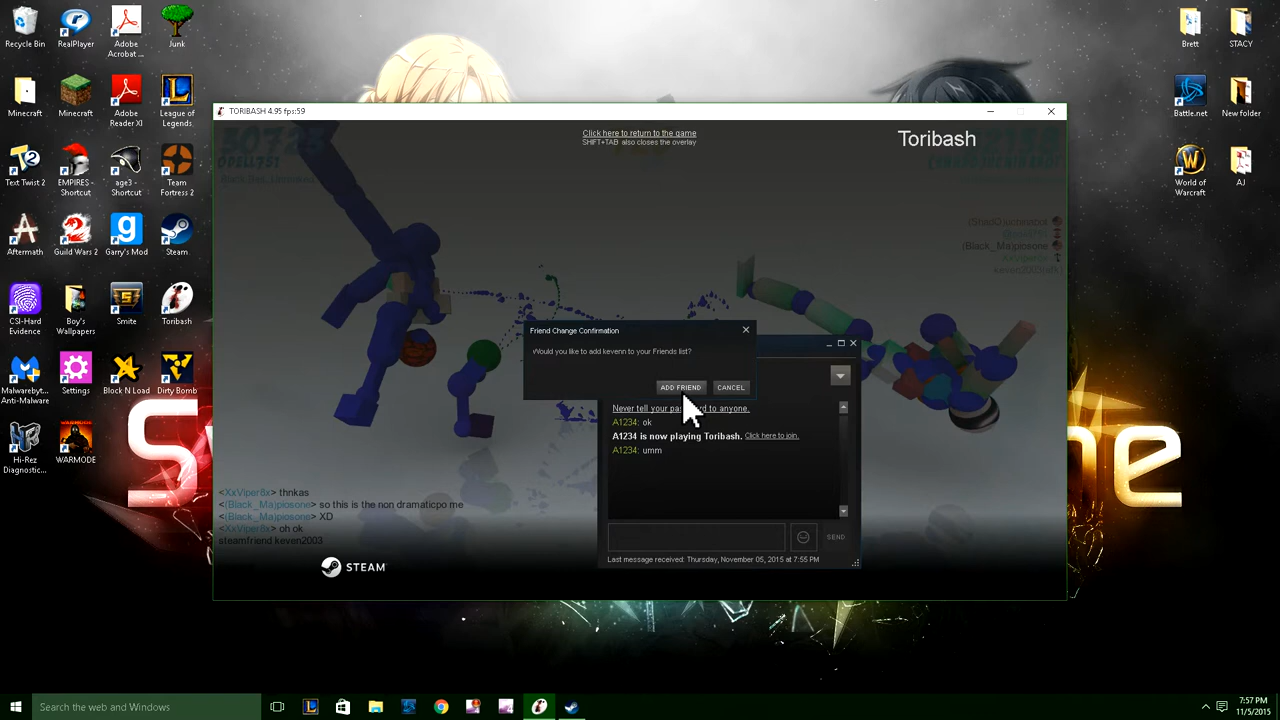 Recycle Bin
RealPlayer
Adobe
Acrobat ...
Junk
Brett
STACY
Minecraft
Minecraft
Adobe
Reader XI
League of
Legends
Battle.net
New folder
Text Twist 2
EMPIRES -
Shortcut
age3 -
Shortcut
Team
Fortress 2
World of
Warcraft
AJ
Aftermath
Guild Wars 2
Garry's Mod
Steam
CSI-Hard
Evidence
Boy's
Wallpapers
Smite
Toribash
Malwareby...
Anti-Malware
Settings
Block N Load
Dirty Bomb
Hi-Rez
Diagnostic...
WARMODE
TORIBASH 4.95 fps:59
Click here to return to the game
SHIFT+TAB also closes the overlay
Toribash
Friend Change Confirmation
Would you like to add kevenn to your Friends list?
ADD FRIEND
CANCEL
Never tell your password to anyone.
A1234: ok
A1234 is now playing Toribash. Click here to join.
A1234: umm
SEND
Last message received: Thursday, November 05, 2015 at 7:55 PM
<XxViper8x> thnkas
<(Black_Ma)piosone> so this is the non dramaticpo me
<(Black_Ma)piosone> XD
<XxViper8x> oh ok
steamfriend keven2003
(Black_Ma)piosone
XxViper8x
STEAM
Search the web and Windows
7:57 PM
11/5/2015